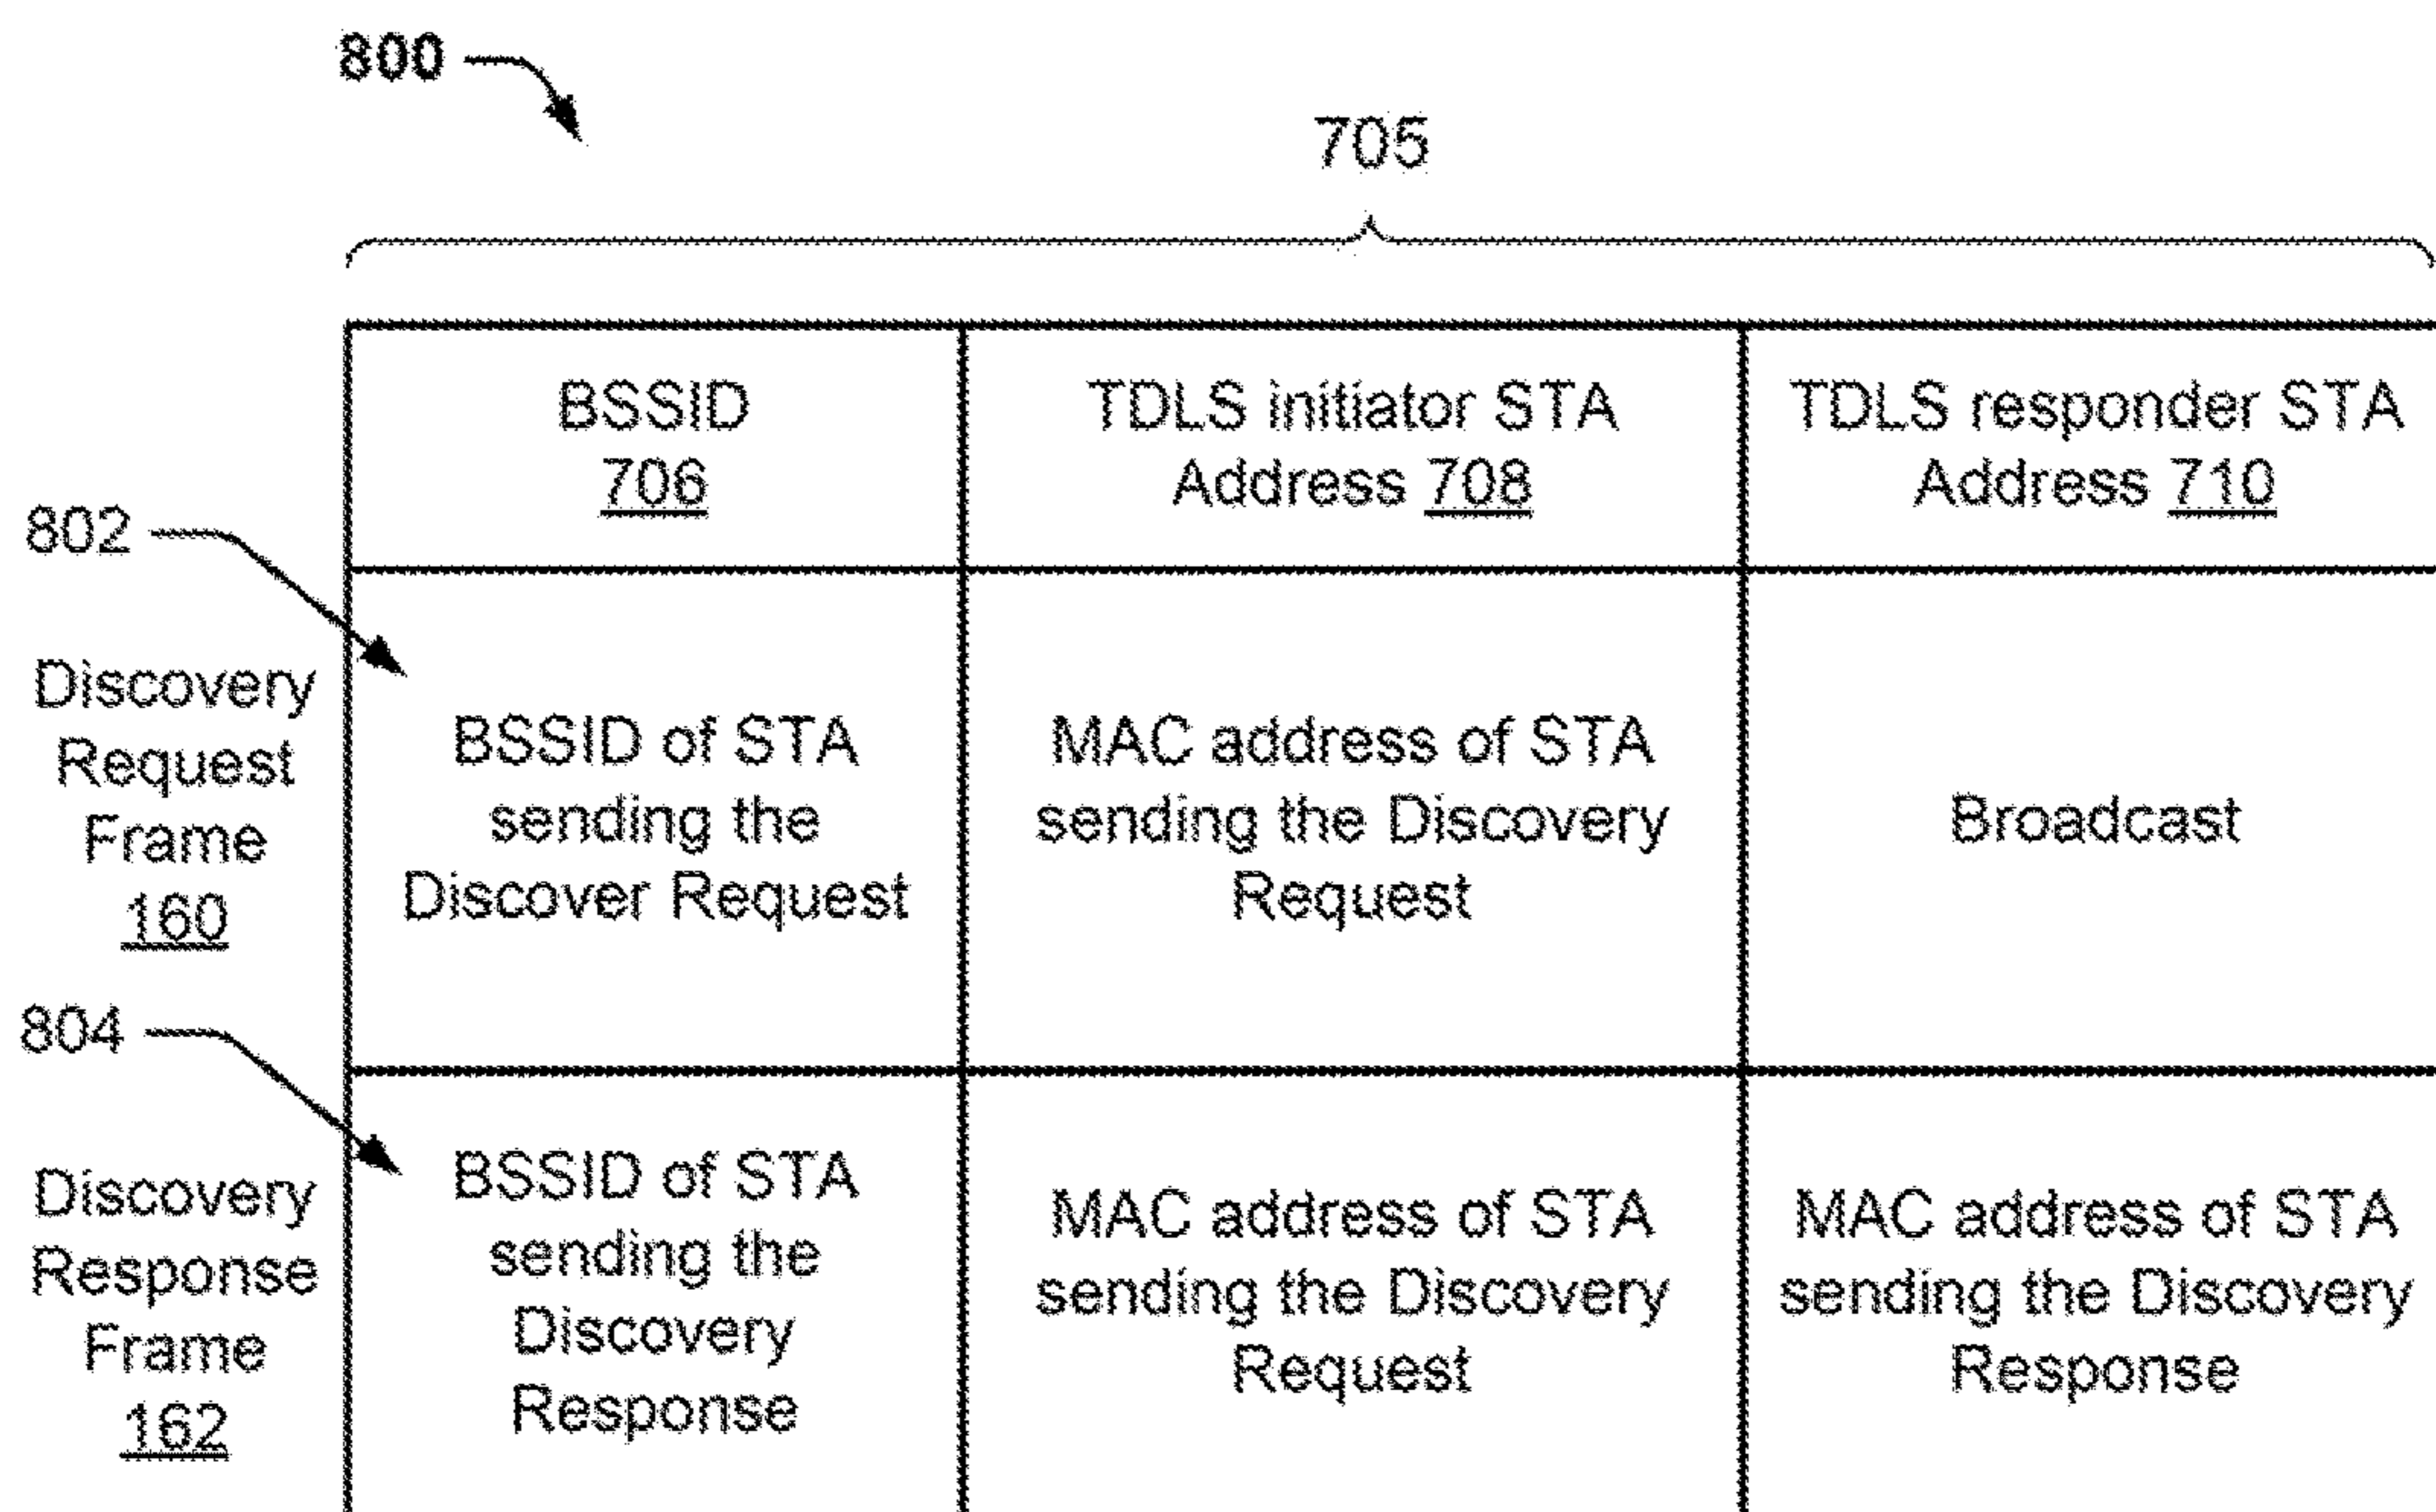 800
705
BSSID
706
TDLS initiator STA
Address 708
TDLS responder STA
Address 710
802
Discovery
Request
Frame
160
BSSID of STA
sending the
Discover Request
MAC address of STA
sending the Discovery
Request
Broadcast
804
Discovery
Response
Frame
162
BSSID of STA
sending the
Discovery
Response
MAC address of STA
sending the Discovery
Request
MAC address of STA
sending the Discovery
Response